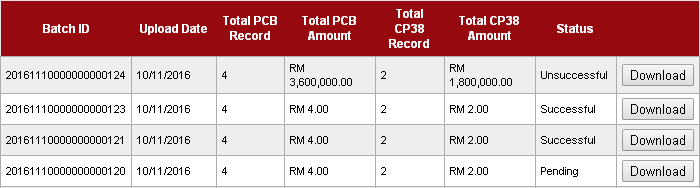 Batch ID Upload Date Total PCB Record Total PCB Amount Total CP38 Record Total CP38 Amount Status
20161110000000000124 10/11/2016 4 RM 3,600,000.00 2 RM 1,800,000.00 Unsuccessful Download
20161110000000000123 10/11/2016 4 RM 4.00 2 RM 2.00 Successful Download
20161110000000000121 10/11/2016 4 RM 4.00 2 RM 2.00 Successful Download
20161110000000000120 10/11/2016 4 RM 4.00 2 RM 2.00 Pending Download